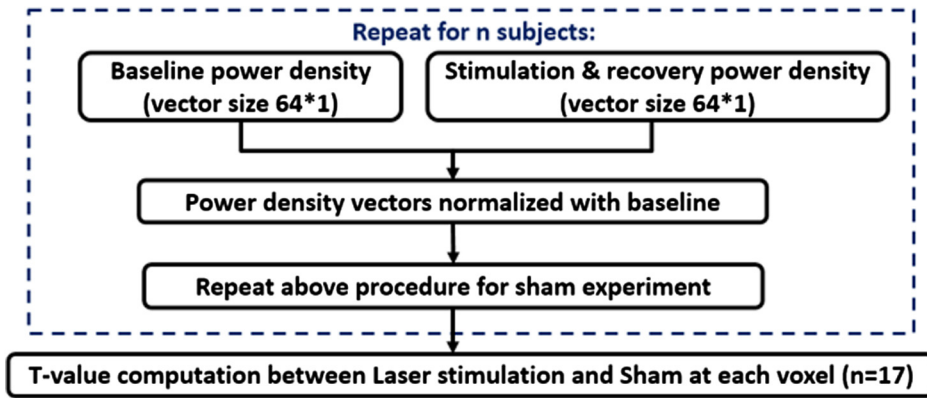 Repeat for n subjects:
Baseline power density
(vector size 64*1)
Stimulation & recovery power density
(vector size 64*1)
Power density vectors normalized with baseline
Repeat above procedure for sham experiment
T-value computation between Laser stimulation and Sham at each voxel (n=17)